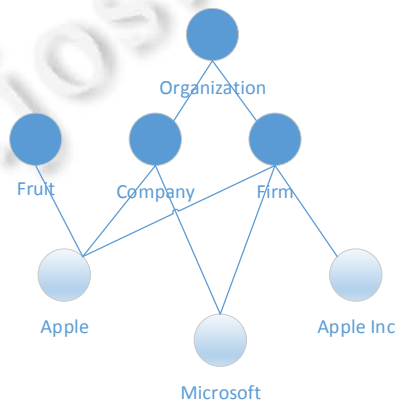 Organization
Fruit
Company
Firm
Apple
Apple Inc
Microsoft